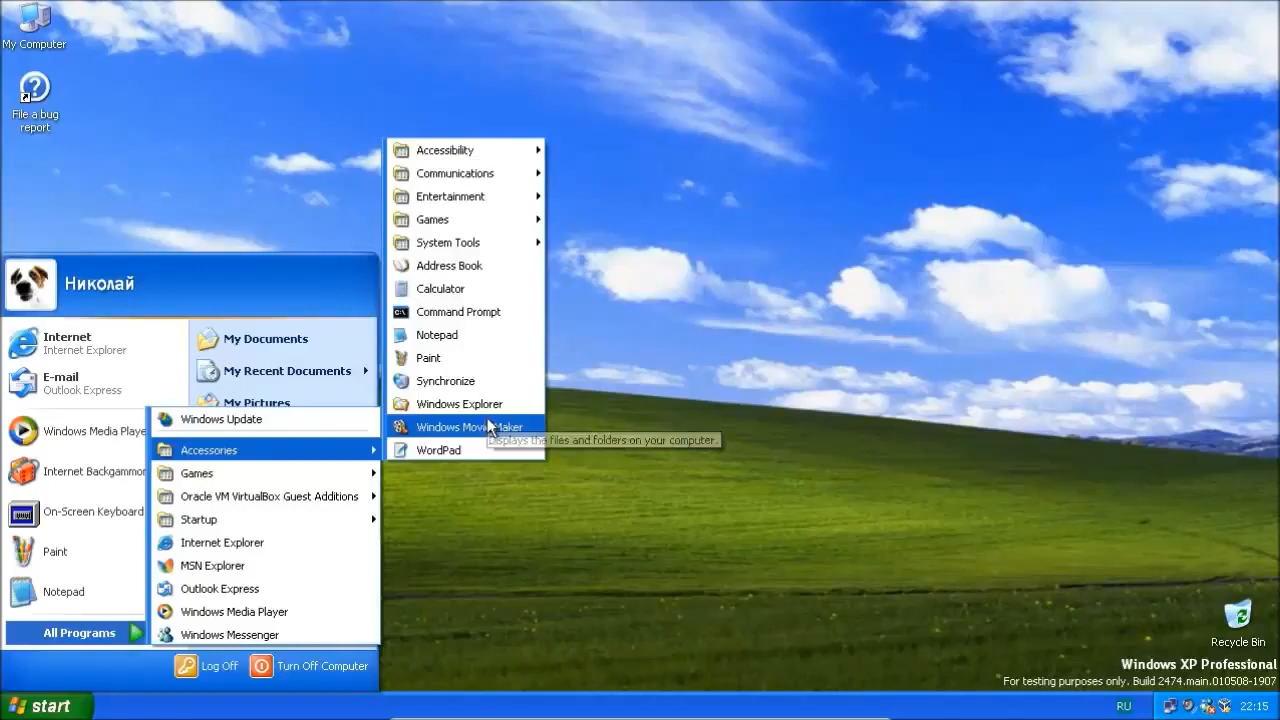 My Computer
File a bug
report
Accessibility
Communications
Entertainment
Games
System Tools
Address Book
Calculator
Command Prompt
Notepad
Paint
Synchronize
Windows Explorer
Windows Movie Maker
Displays the files and folders on your computer.
WordPad
Николай
Internet
Internet Explorer
E-mail
Outlook Express
Windows Media Playe
Internet Backgammor
On-Screen Keyboard
Paint
Notepad
All Programs
My Documents
My Recent Documents
My Pictures
Windows Update
Accessories
Games
Oracle VM VirtualBox Guest Additions
Startup
Internet Explorer
MSN Explorer
Outlook Express
Windows Media Player
Windows Messenger
Log Off
Turn Off Computer
Recycle Bin
Windows XP Professional
For testing purposes only. Build 2474.main.010508-1907
start
RU
22:15